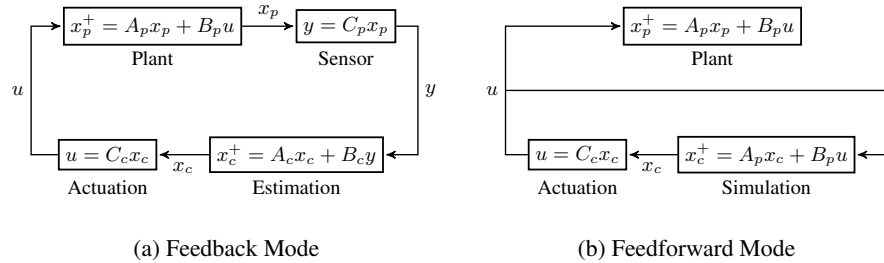 x_p^+ = A_p x_p + B_p u
x_p
y = C_p x_p
Plant
Sensor
u
y
u = C_c x_c
x_c
x_c^+ = A_c x_c + B_c y
Actuation
Estimation
(a) Feedback Mode
x_p^+ = A_p x_p + B_p u
Plant
u
u = C_c x_c
x_c
x_c^+ = A_p x_c + B_p u
Actuation
Simulation
(b) Feedforward Mode